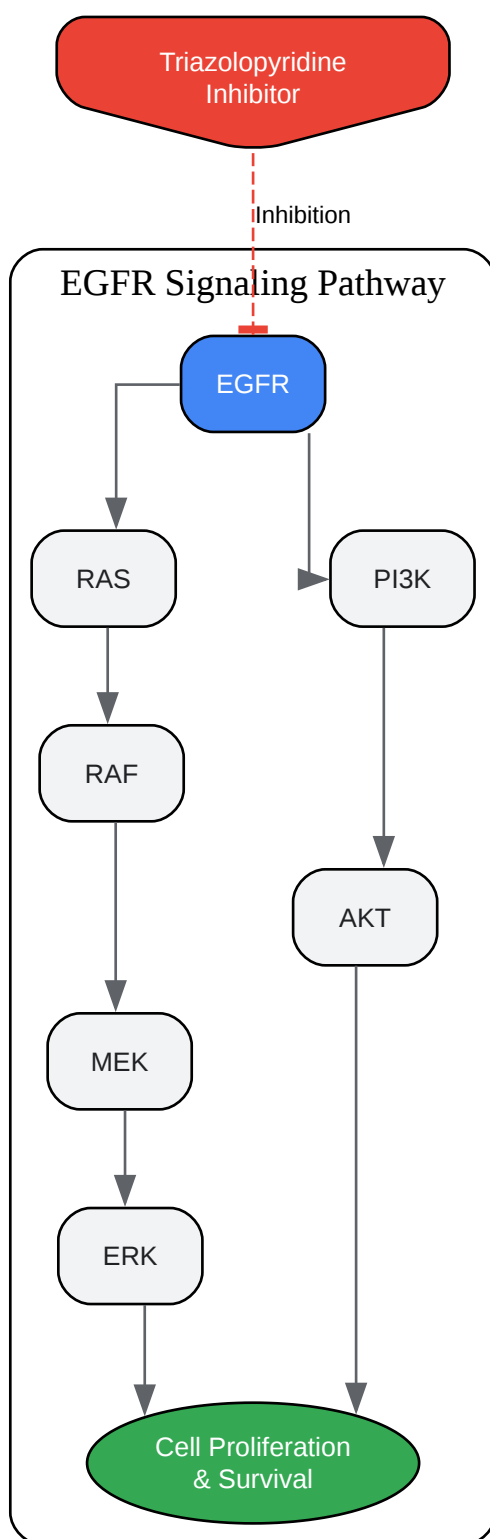 Triazolopyridine
Inhibitor
Inhibition
EGFR Signaling Pathway
EGFR
RAS
PI3K
RAF
AKT
MEK
ERK
Cell Proliferation
& Survival